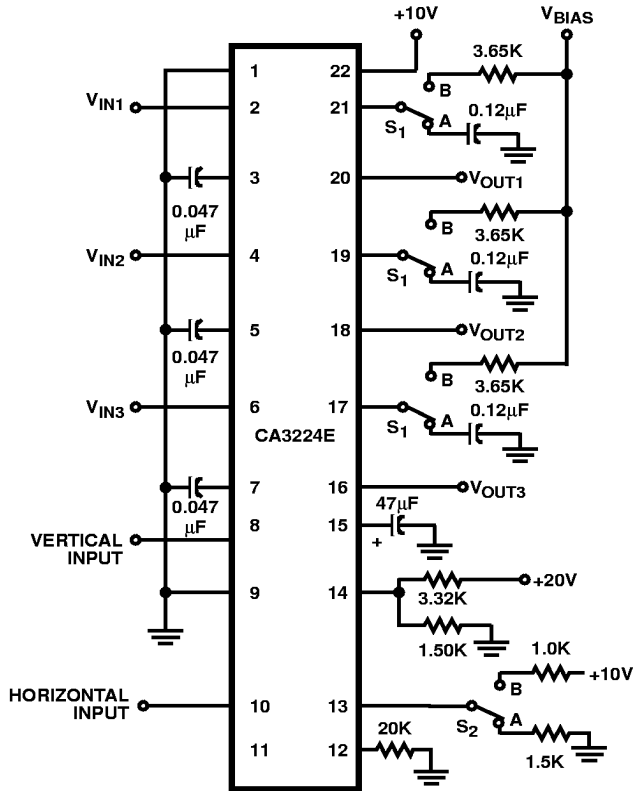 +10V
VBIAS
1
22
3.65K
B
VIN1
2
21
S1
A
0.12µF
3
20
VOUT1
0.047
µF
B
3.65K
VIN2
4
19
S1
A
0.12µF
5
18
VOUT2
0.047
µF
B
3.65K
VIN3
6
17
S1
A
0.12µF
CA3224E
7
16
VOUT3
0.047
µF
47µF
8
15
+
VERTICAL
INPUT
9
14
3.32K
+20V
1.50K
1.0K
+10V
B
HORIZONTAL
INPUT
10
13
S2
A
1.5K
11
12
20K